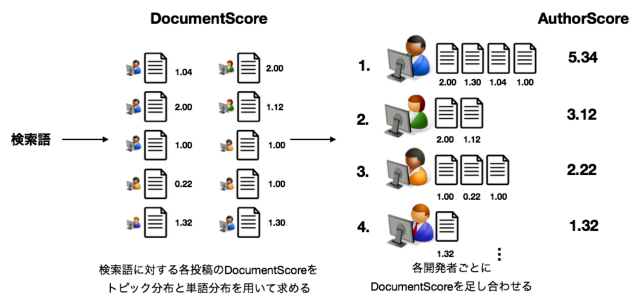 DocumentScore
AuthorScore
検索語
1.04
2.00
2.00
1.12
1.00
1.00
0.22
1.00
1.32
1.30
1.
2.00 1.30 1.04 1.00
5.34
2.
2.00 1.12
3.12
3.
1.00 0.22 1.00
2.22
4.
1.32
1.32
⋮
検索語に対する各投稿のDocumentScoreを
トピック分布と単語分布を用いて求める
各開発者ごとに
DocumentScoreを足し合わせる